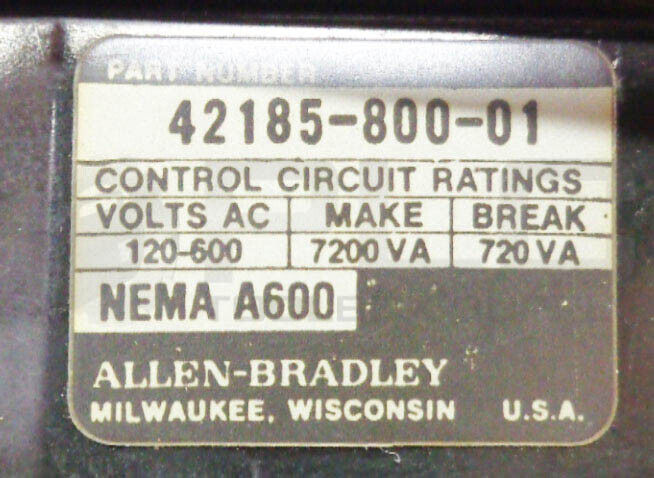 PART NUMBER
42185-800-01
CONTROL CIRCUIT RATINGS
VOLTS AC MAKE BREAK
120-600 7200 VA 720 VA
NEMA A600
ALLEN-BRADLEY
MILWAUKEE, WISCONSIN U.S.A.